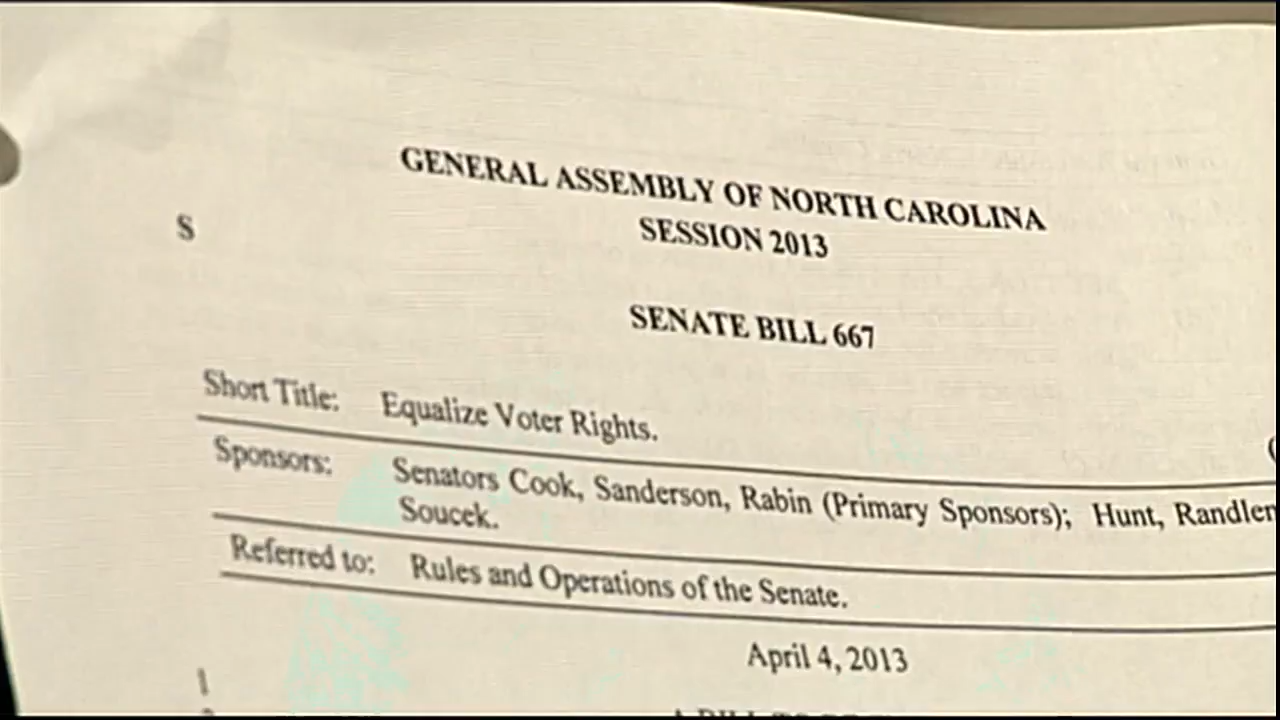 GENERAL ASSEMBLY OF NORTH CAROLINA
SESSION 2013
S
SENATE BILL 667
Short Title: Equalize Voter Rights.
Sponsors: Senators Cook, Sanderson, Rabin (Primary Sponsors); Hunt,
Soucek.
Referred to: Rules and Operations of the Senate.
April 4, 2013
1